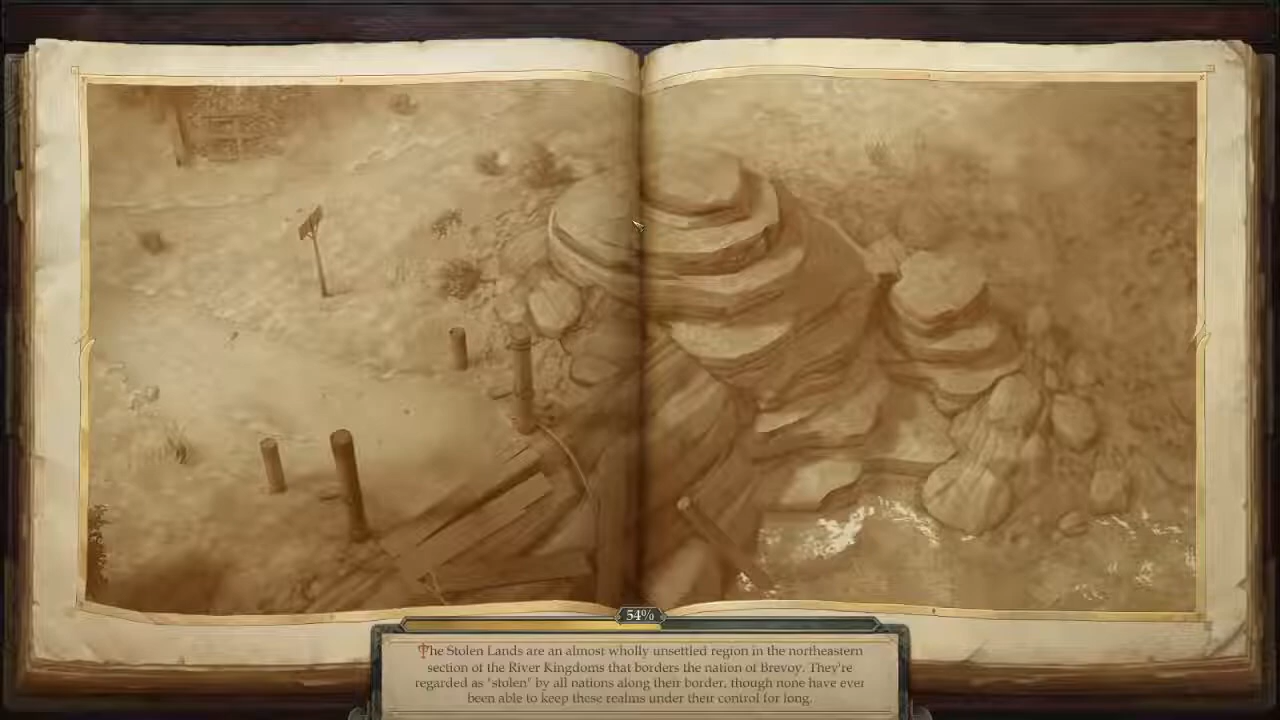 54%
The Stolen Lands are an almost wholly unsettled region in the northeastern
section of the River Kingdoms that borders the nation of Brevoy. They're
regarded as "stolen" by all nations along their border, though none have ever
been able to keep these realms under their control for long.